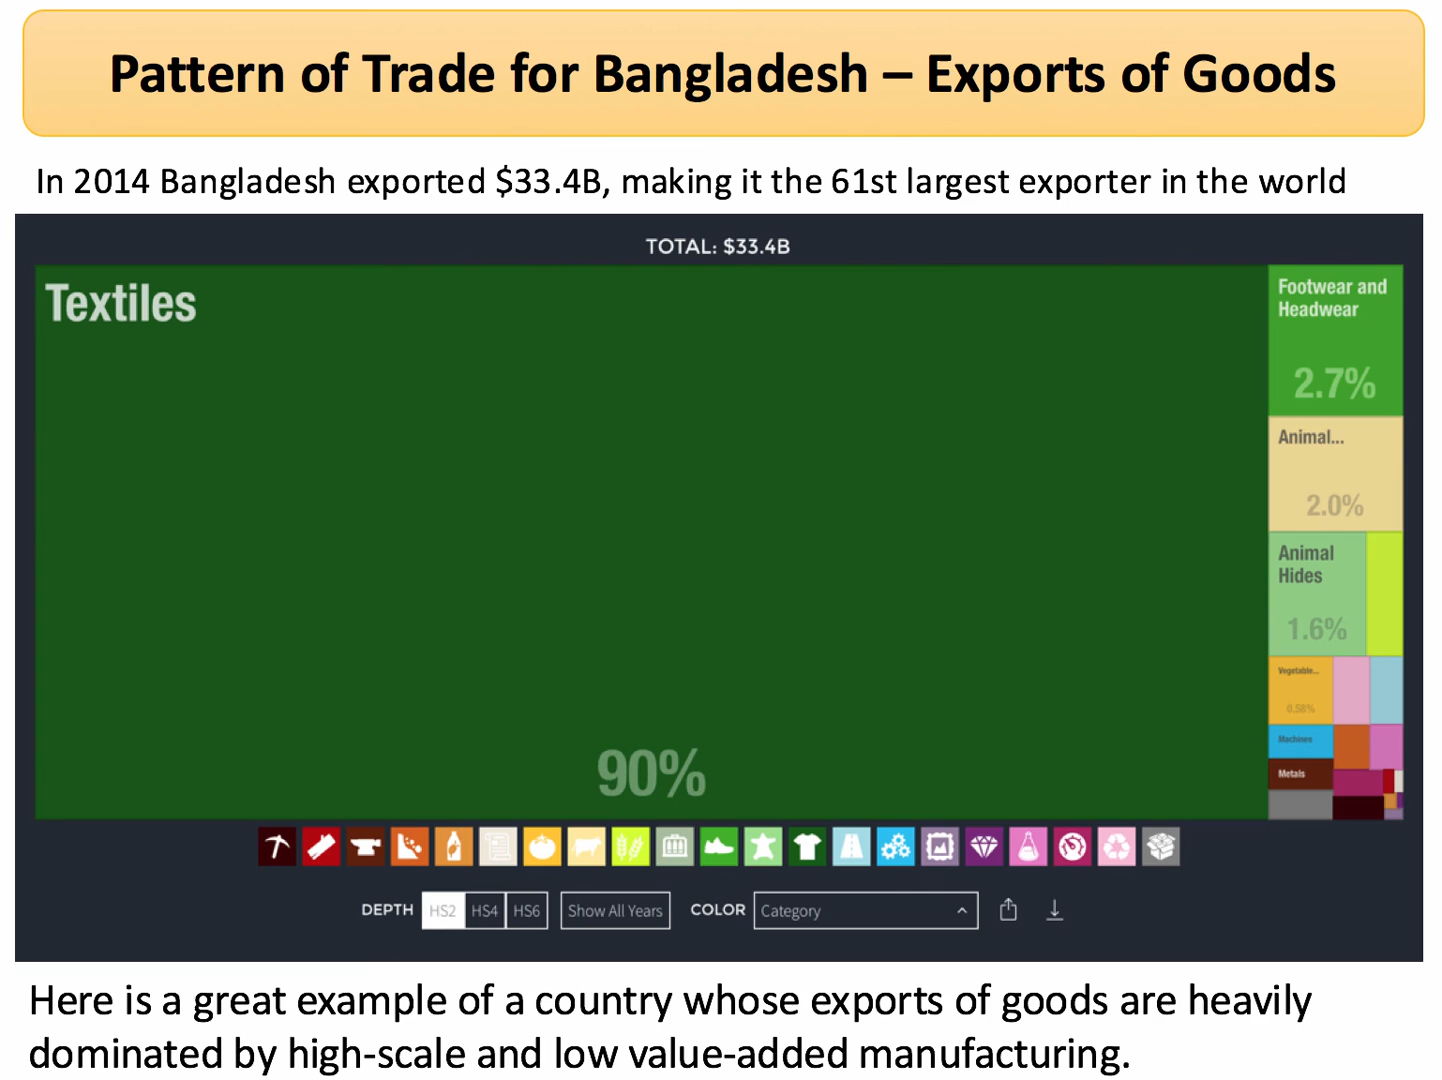 Pattern of Trade for Bangladesh – Exports of Goods
In 2014 Bangladesh exported $33.4B, making it the 61st largest exporter in the world
TOTAL: $33.4B
Textiles
90%
Footwear and
Headwear
2.7%
Animal...
2.0%
Animal
Hides
1.6%
Vegetable...
0.58%
Machines
Metals
DEPTH HS2 HS4 HS6 Show All Years COLOR Category
Here is a great example of a country whose exports of goods are heavily
dominated by high-scale and low value-added manufacturing.